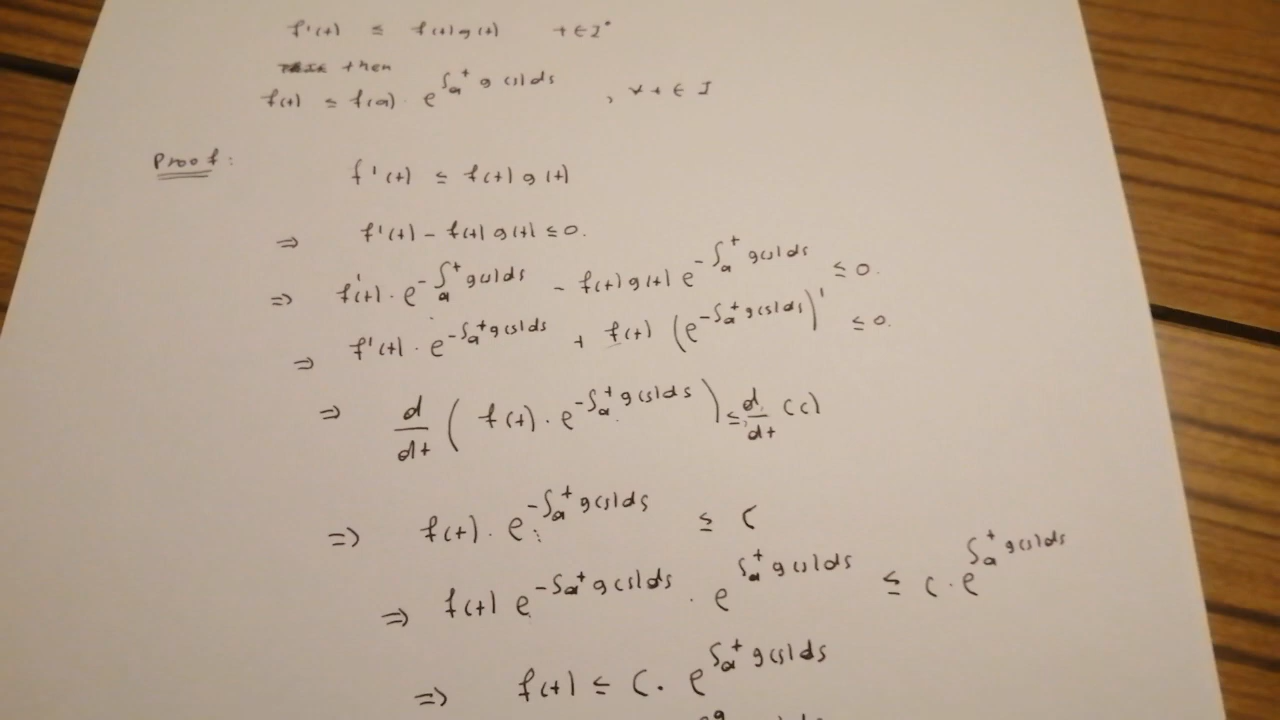 f'(t) ≤ f(t)g(t) t ∈ I°
then
f(t) ≤ f(a) · e^{∫_a^t g(s)ds} , ∀ t ∈ I
Proof:
f'(t) ≤ f(t)g(t)
⇒ f'(t) - f(t)g(t) ≤ 0.
⇒ f'(t) · e^{-∫_a^t g(s)ds} - f(t)g(t) e^{-∫_a^t g(s)ds} ≤ 0.
⇒ f'(t) · e^{-∫_a^t g(s)ds} + f(t) (e^{-∫_a^t g(s)ds})' ≤ 0.
⇒ d/dt ( f(t) · e^{-∫_a^t g(s)ds} ) ≤ d/dt (c)
⇒ f(t) · e^{-∫_a^t g(s)ds} ≤ C
⇒ f(t) e^{-∫_a^t g(s)ds} · e^{∫_a^t g(s)ds} ≤ C · e^{∫_a^t g(s)ds}
⇒ f(t) ≤ C · e^{∫_a^t g(s)ds}